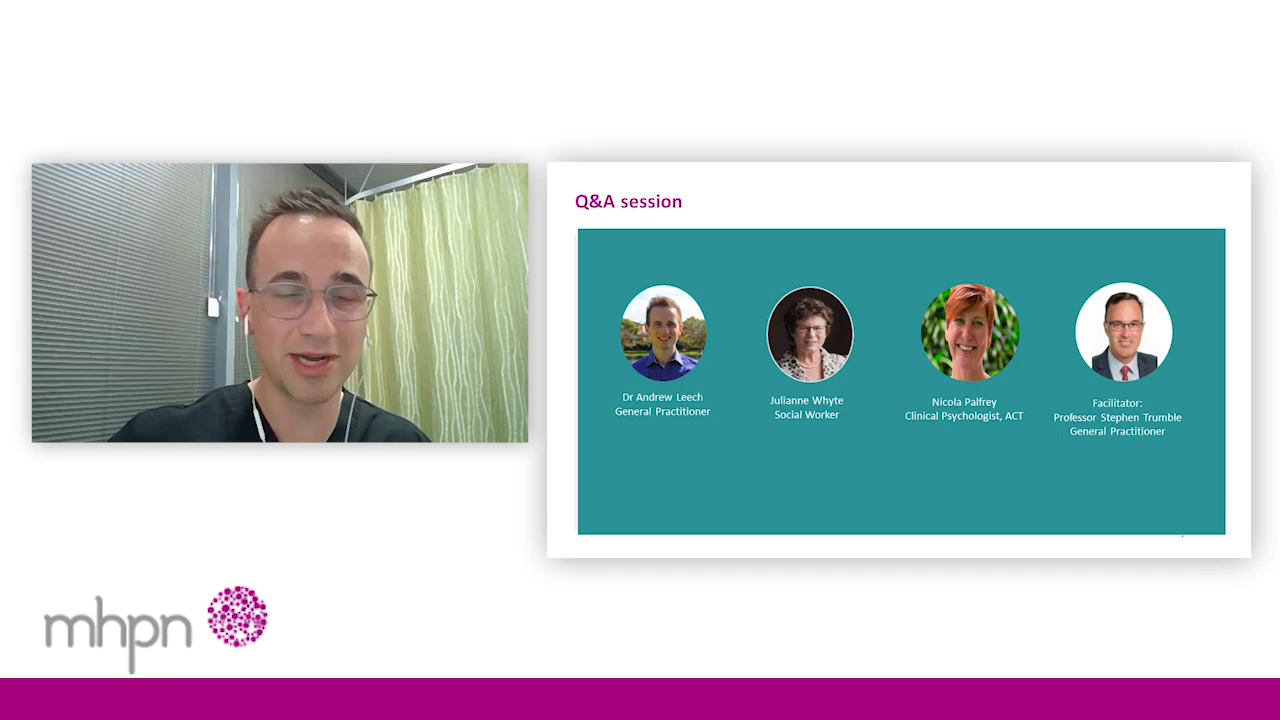 Q&A session
Dr Andrew Leech
General Practitioner
Julianne Whyte
Social Worker
Nicola Palfrey
Clinical Psychologist, ACT
Facilitator:
Professor Stephen Trumble
General Practitioner
mhpn